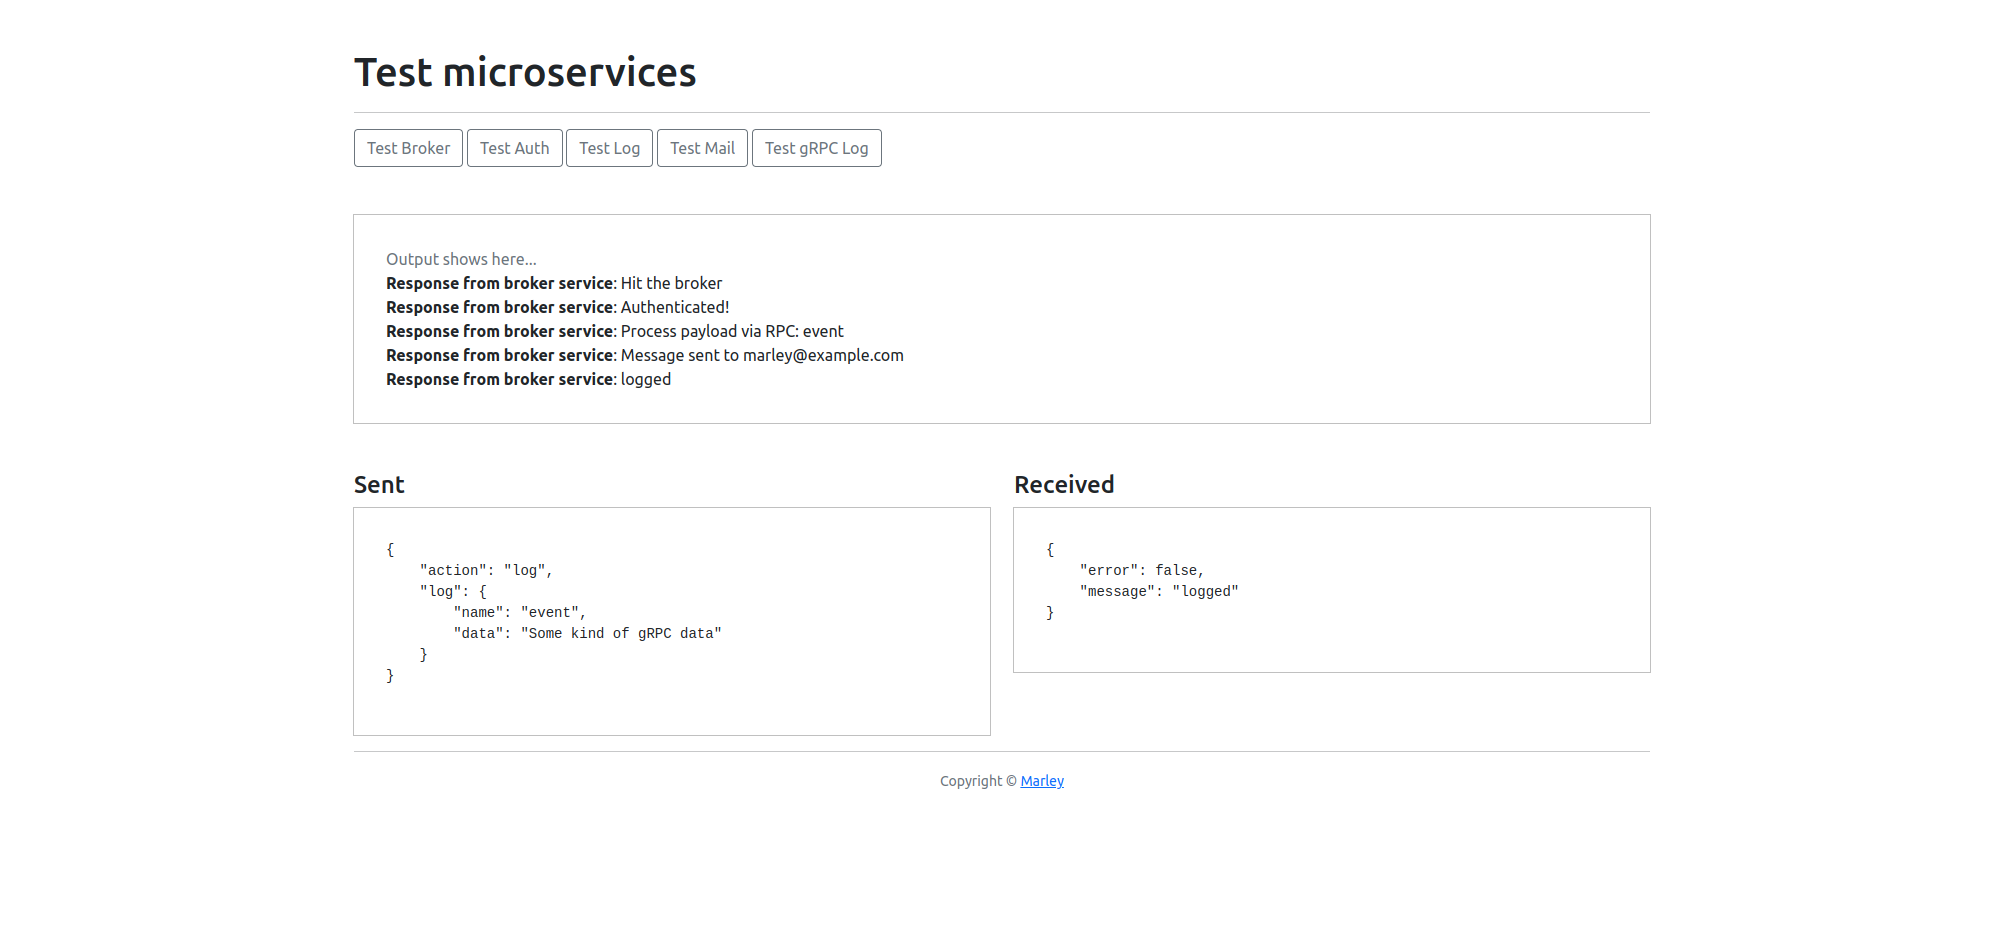 Test microservices
Test Broker Test Auth Test Log Test Mail Test gRPC Log
Output shows here...
Response from broker service: Hit the broker
Response from broker service: Authenticated!
Response from broker service: Process payload via RPC: event
Response from broker service: Message sent to marley@example.com
Response from broker service: logged
Sent
{
    "action": "log",
    "log": {
        "name": "event",
        "data": "Some kind of gRPC data"
    }
}
Received
{
    "error": false,
    "message": "logged"
}
Copyright © Marley